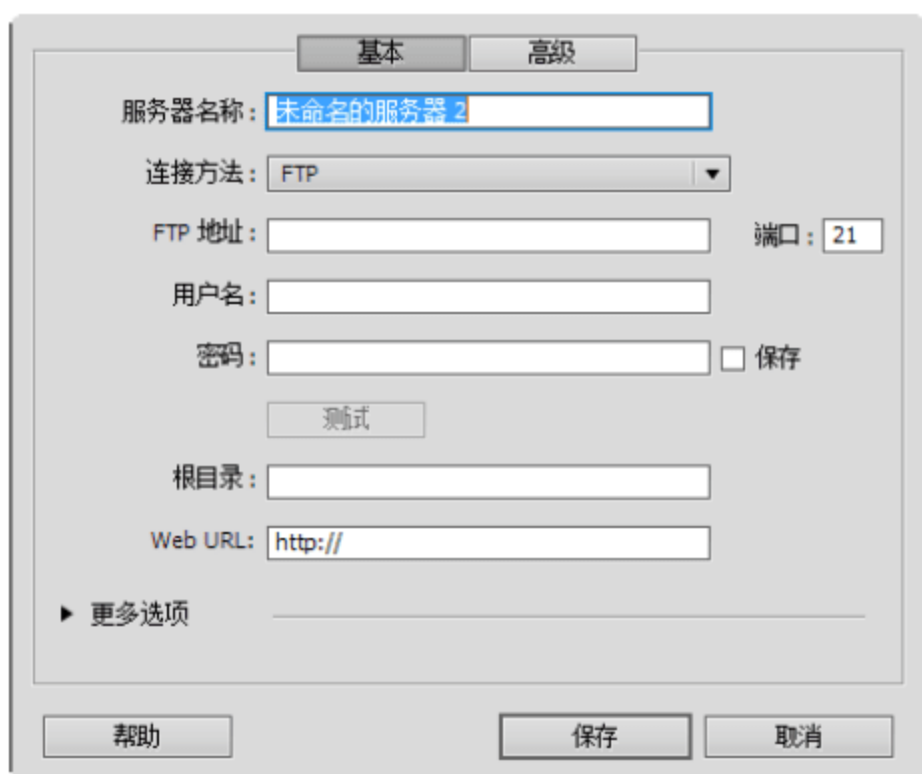 基本 高级
服务器名称： 未命名的服务器 2
连接方法： FTP
FTP 地址： 端口： 21
用户名：
密码： 保存
测试
根目录：
Web URL: http://
更多选项
帮助 保存 取消